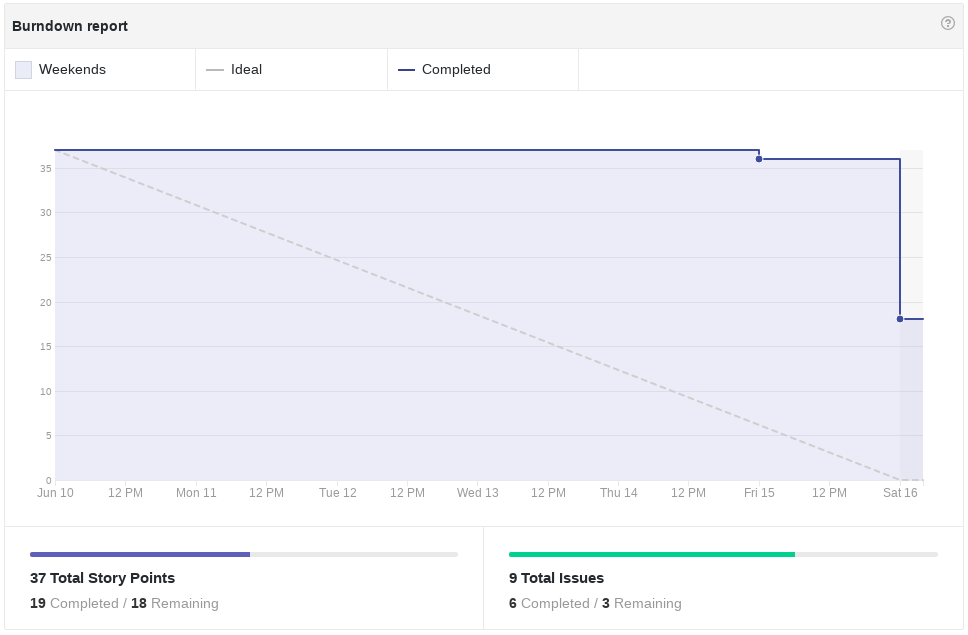 Burndown report
Weekends Ideal Completed
35
30
25
20
15
10
5
0
Jun 10 12 PM Mon 11 12 PM Tue 12 12 PM Wed 13 12 PM Thu 14 12 PM Fri 15 12 PM Sat 16
37 Total Story Points
19 Completed / 18 Remaining
9 Total Issues
6 Completed / 3 Remaining